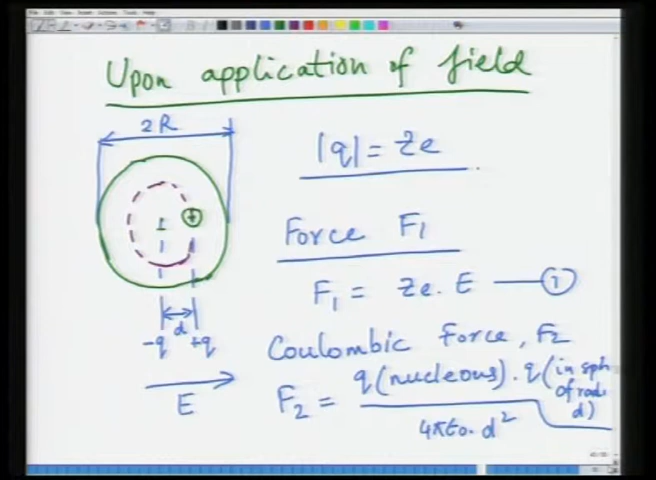 Upon application of field
2R
|q| = Ze
Force F₁
F₁ = Ze. E —— ①
+
d
-q +q
E
Coulombic Force, F₂
F₂ = q(nucleous) . q(in sph of rad d) / 4πε₀. d²